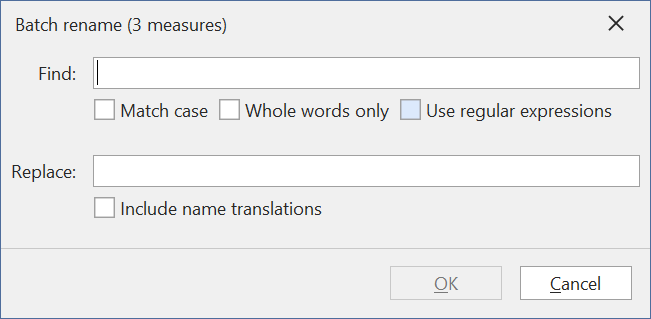 Batch rename (3 measures)
Find:
Match case Whole words only Use regular expressions
Replace:
Include name translations
OK Cancel